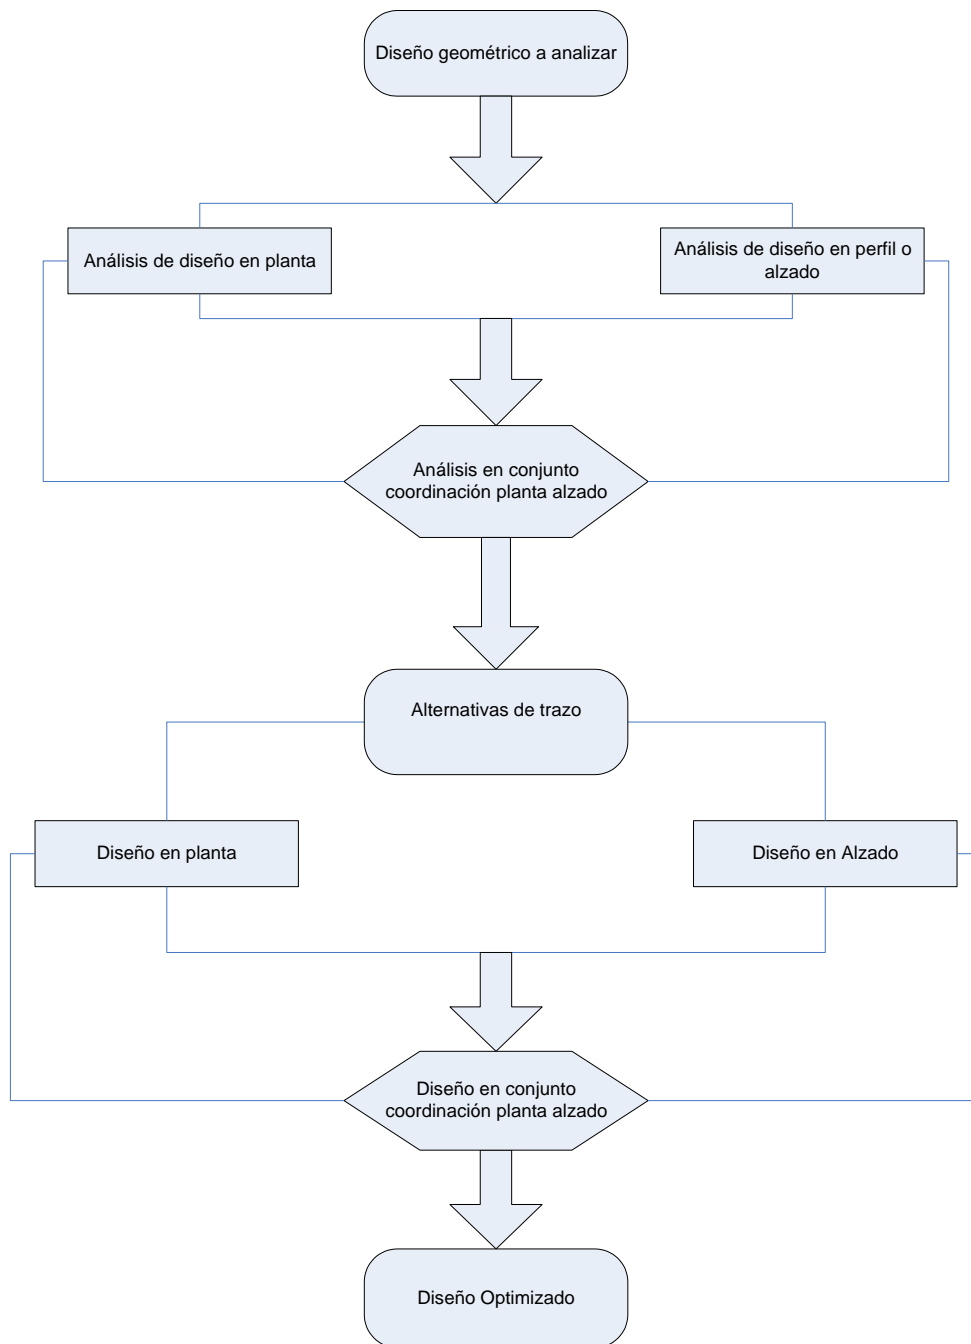 Diseño geométrico a analizar
Análisis de diseño en planta
Análisis de diseño en perfil o
alzado
Análisis en conjunto
coordinación planta alzado
Alternativas de trazo
Diseño en planta
Diseño en Alzado
Diseño en conjunto
coordinación planta alzado
Diseño Optimizado